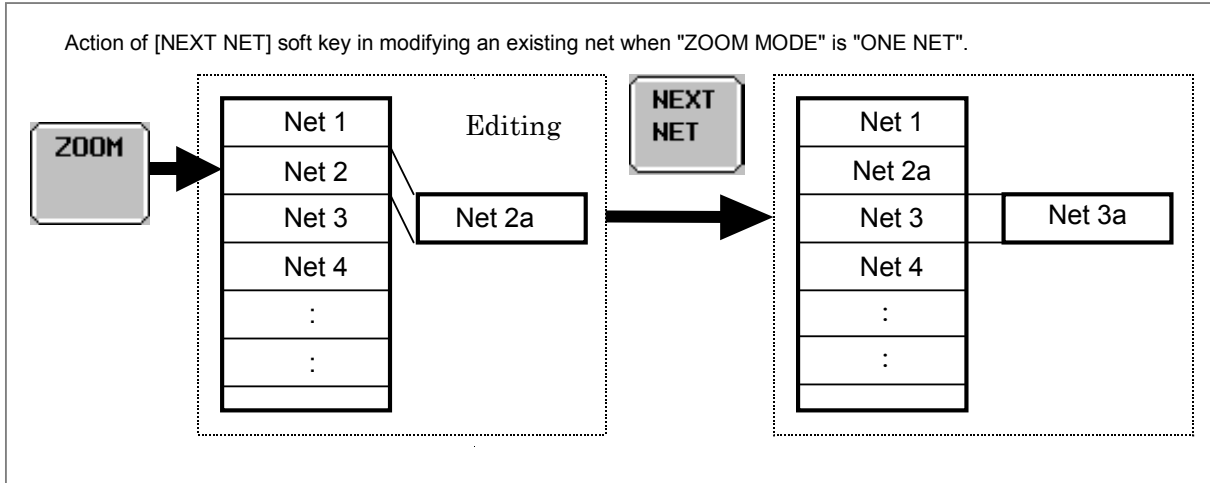 Action of [NEXT NET] soft key in modifying an existing net when "ZOOM MODE" is "ONE NET".
ZOOM
Net 1
Net 2
Net 3
Net 4
:
:
Editing
Net 2a
NEXT
NET
Net 1
Net 2a
Net 3
Net 4
:
:
Net 3a